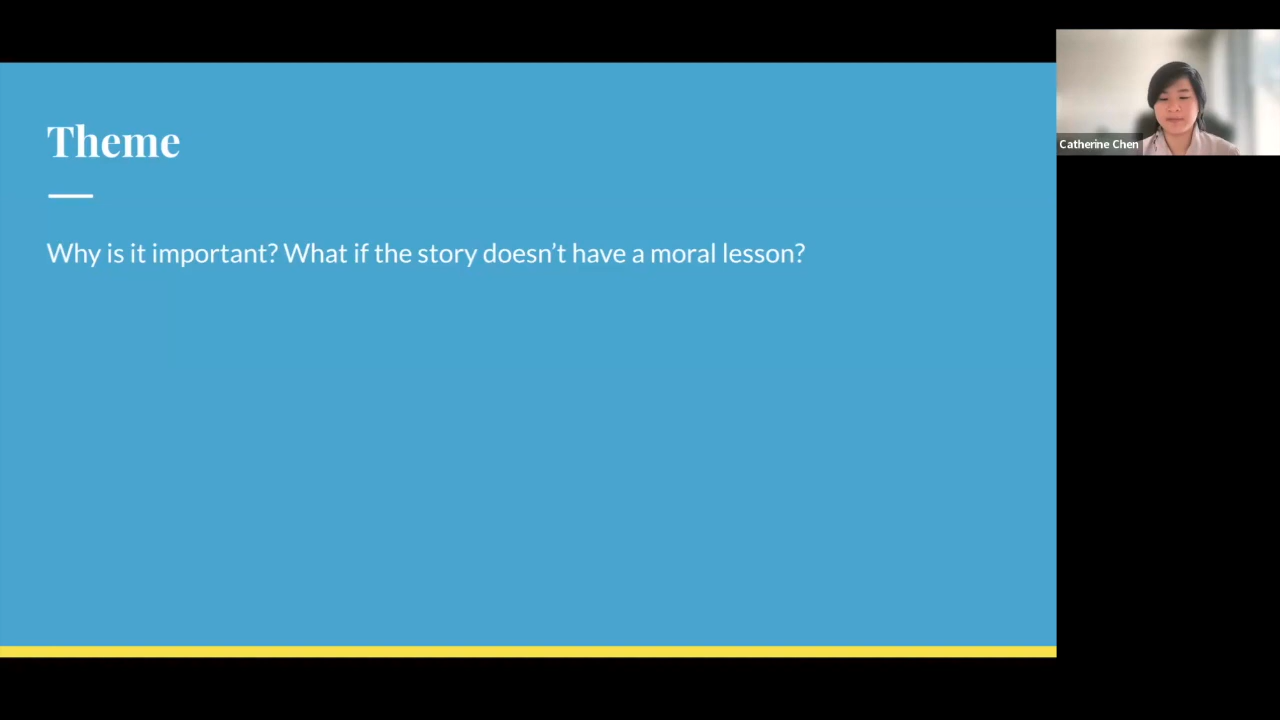 Theme
Why is it important? What if the story doesn’t have a moral lesson?
Catherine Chen